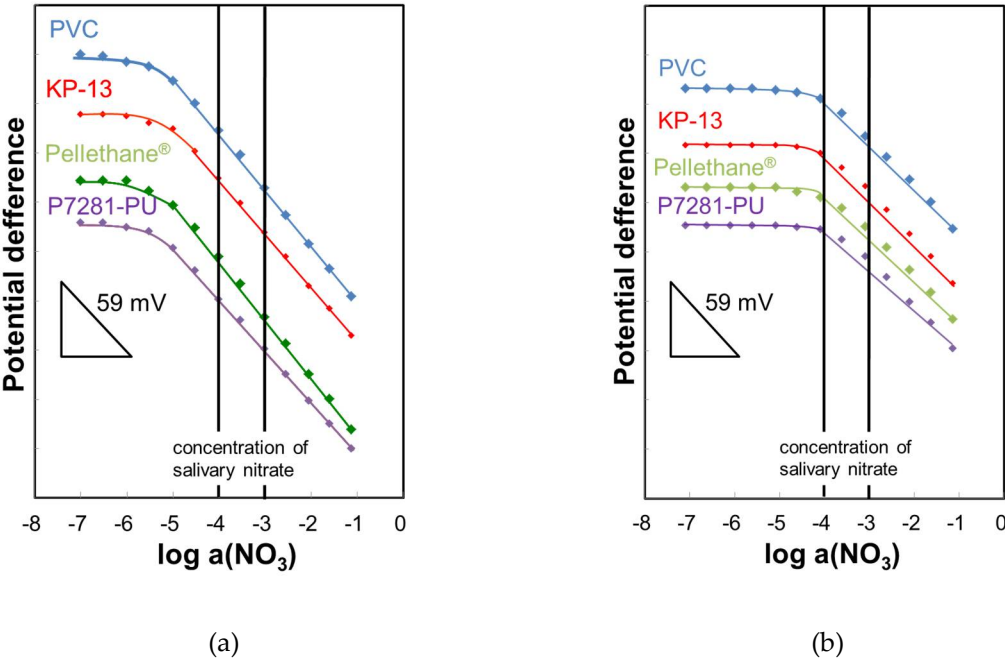 PVC
KP-13
Pellethane®
P7281-PU
59 mV
Potential defference
concentration of
salivary nitrate
-8 -7 -6 -5 -4 -3 -2 -1 0
log a(NO3)
(a)
PVC
KP-13
Pellethane®
P7281-PU
59 mV
Potential defference
concentration of
salivary nitrate
-8 -7 -6 -5 -4 -3 -2 -1 0
log a(NO3)
(b)